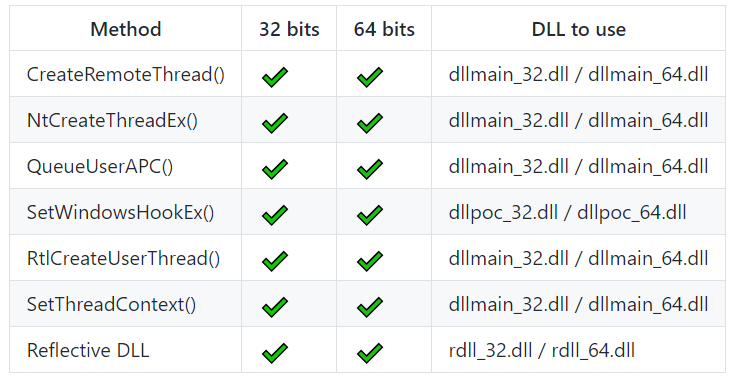 Method 32 bits 64 bits DLL to use
CreateRemoteThread() ✔ ✔ dllmain_32.dll / dllmain_64.dll
NtCreateThreadEx() ✔ ✔ dllmain_32.dll / dllmain_64.dll
QueueUserAPC() ✔ ✔ dllmain_32.dll / dllmain_64.dll
SetWindowsHookEx() ✔ ✔ dllpoc_32.dll / dllpoc_64.dll
RtlCreateUserThread() ✔ ✔ dllmain_32.dll / dllmain_64.dll
SetThreadContext() ✔ ✔ dllmain_32.dll / dllmain_64.dll
Reflective DLL ✔ ✔ rdll_32.dll / rdll_64.dll